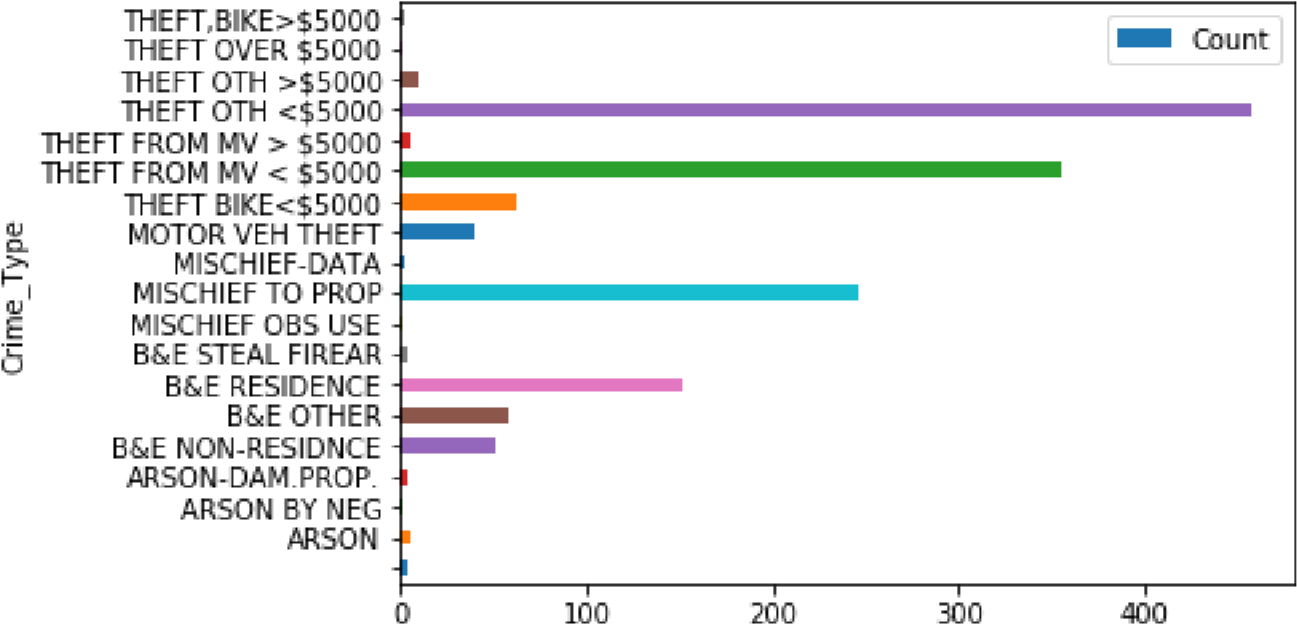 THEFT,BIKE>$5000
THEFT OVER $5000
THEFT OTH >$5000
THEFT OTH <$5000
THEFT FROM MV > $5000
THEFT FROM MV < $5000
THEFT BIKE<$5000
MOTOR VEH THEFT
MISCHIEF-DATA
MISCHIEF TO PROP
MISCHIEF OBS USE
B&E STEAL FIREAR
B&E RESIDENCE
B&E OTHER
B&E NON-RESIDNCE
ARSON-DAM.PROP.
ARSON BY NEG
ARSON
Crime_Type
Count
0 100 200 300 400